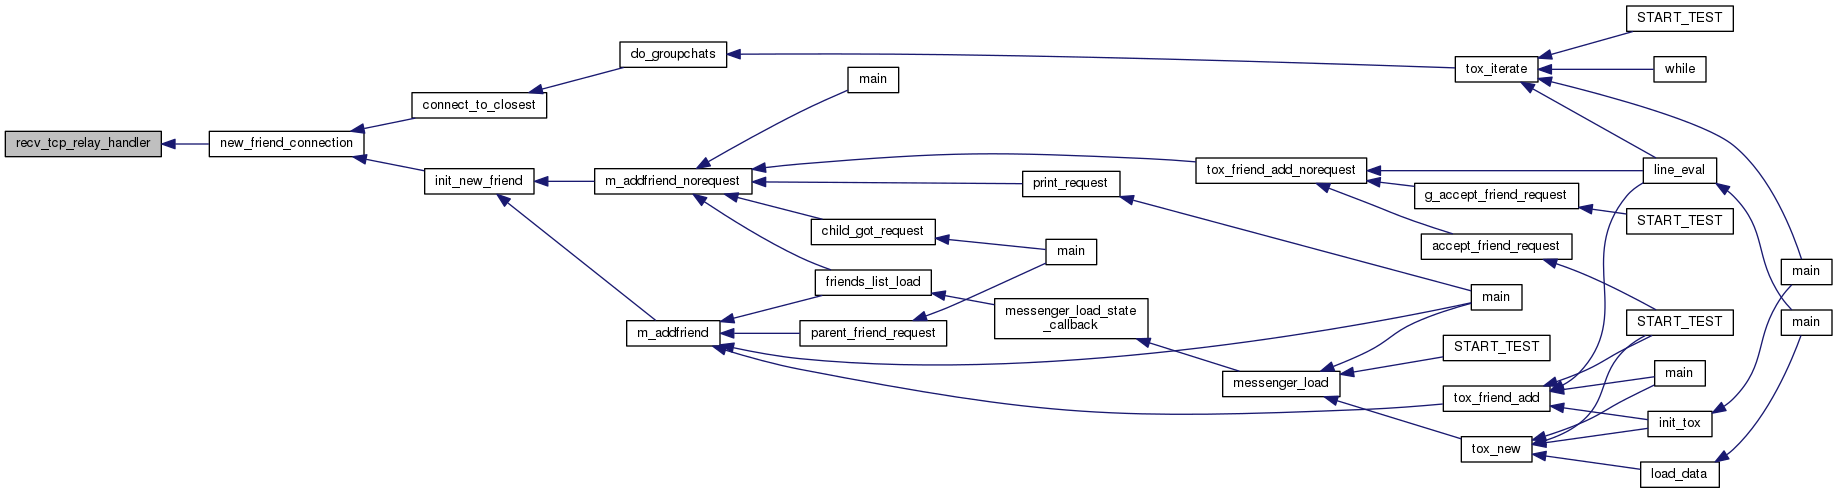 START_TEST
do_groupchats
tox_iterate
while
main
connect_to_closest
recv_tcp_relay_handler
new_friend_connection
init_new_friend
m_addfriend_norequest
print_request
tox_friend_add_norequest
line_eval
g_accept_friend_request
START_TEST
child_got_request
accept_friend_request
main
main
friends_list_load
messenger_load_state
_callback
main
m_addfriend
parent_friend_request
START_TEST
main
START_TEST
messenger_load
main
tox_friend_add
init_tox
tox_new
load_data